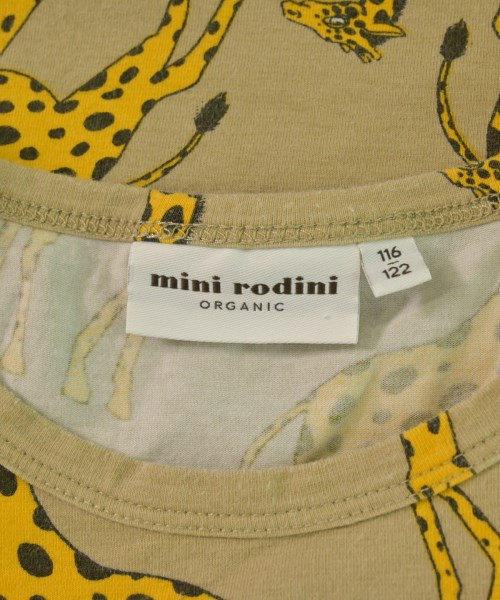 mini rodini
ORGANIC
116
122